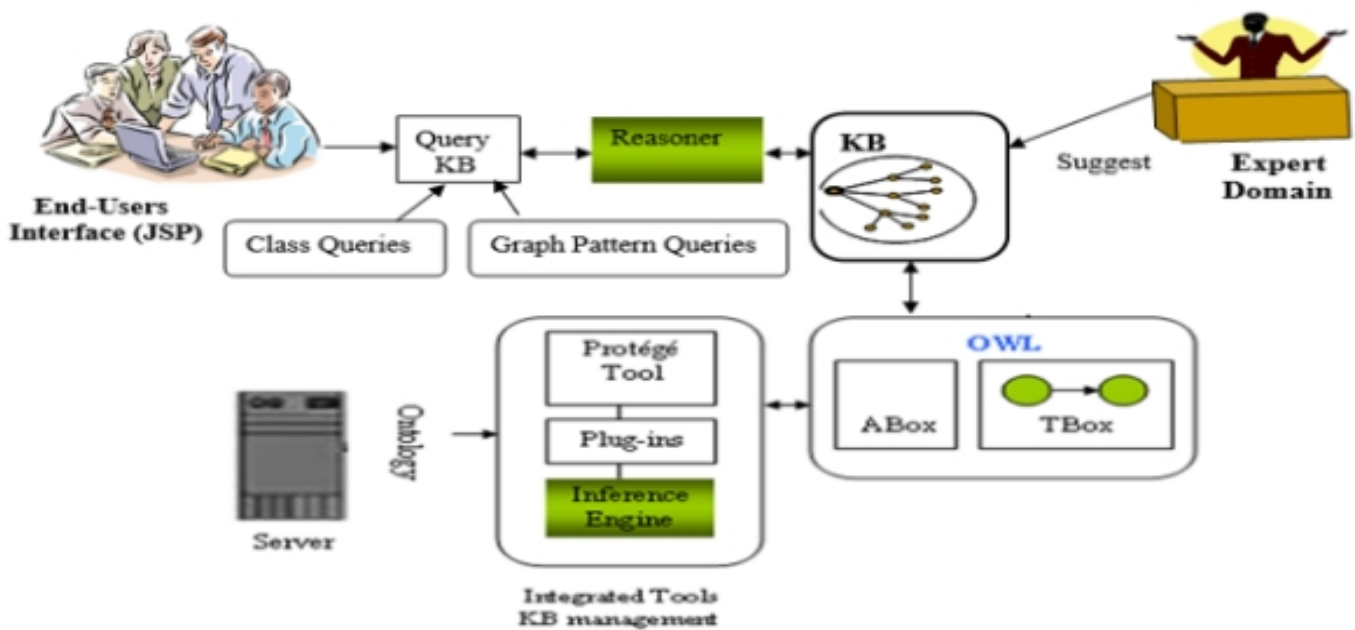 Query
KB
Reasoner
KB
Suggest
Expert
Domain
End-Users
Interface (JSP)
Class Queries
Graph Pattern Queries
OWL
ABox
TBox
Protégé
Tool
Plug-ins
Inference
Engine
Ontology
Server
Integrated Tools
KB management